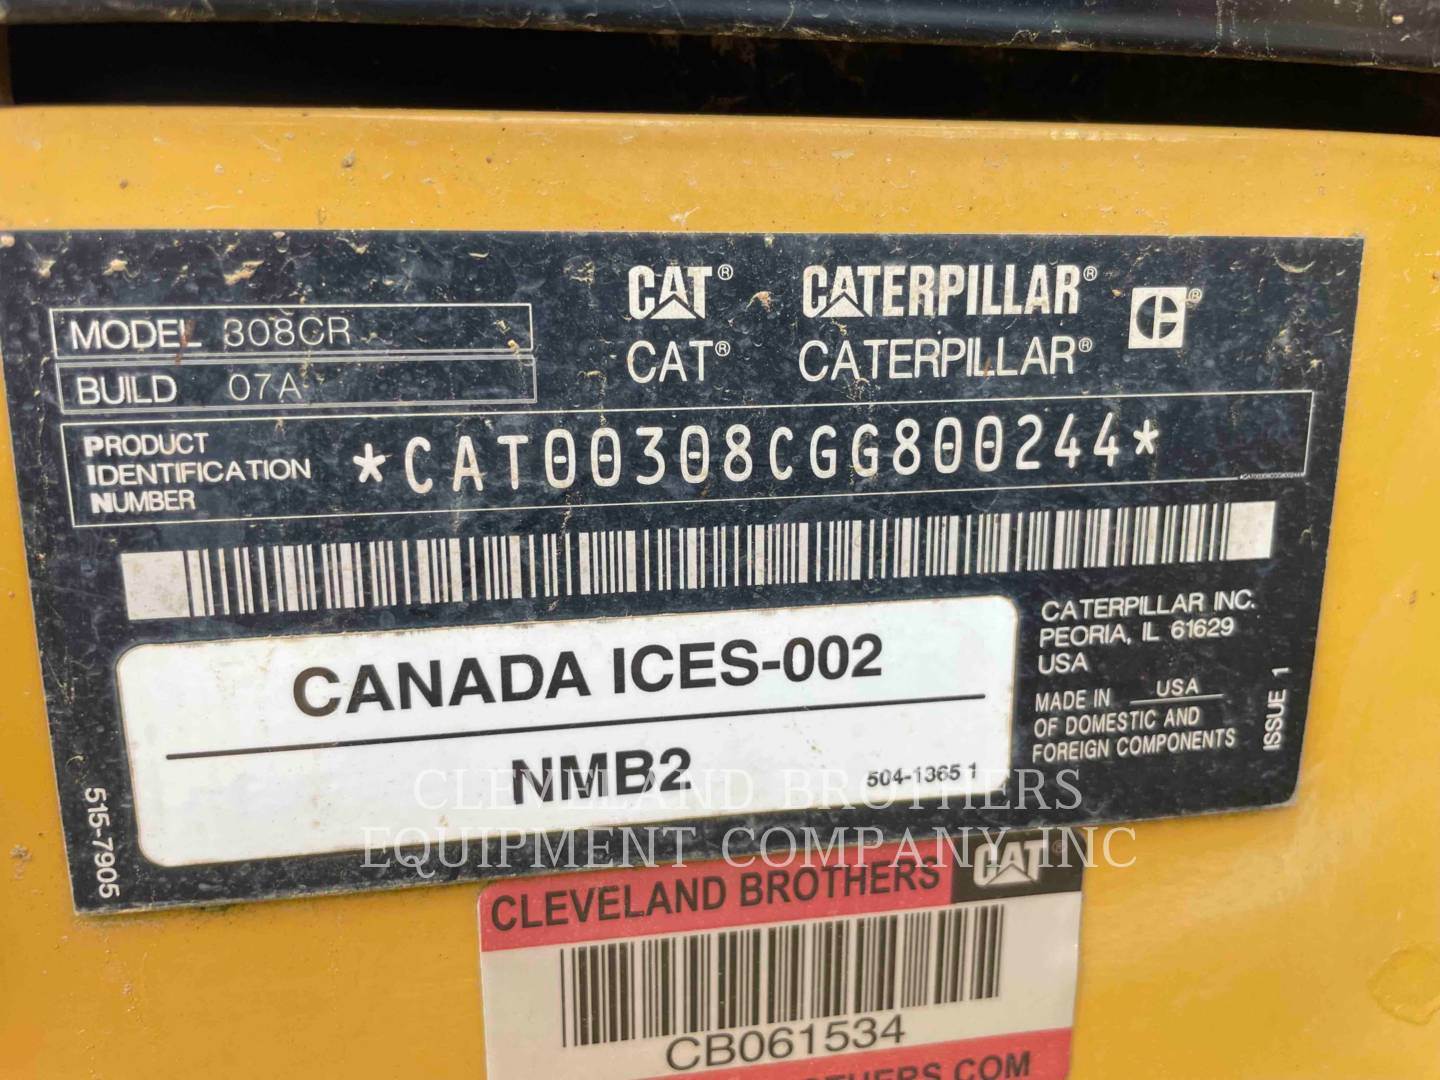 CAT® CATERPILLAR® C®
CAT® CATERPILLAR®
MODEL 308CR
BUILD 07A
PRODUCT IDENTIFICATION NUMBER *CAT00308CGG800244*
*CAT00308CGG800244*
CATERPILLAR INC.
PEORIA, IL 61629
USA
MADE IN USA
OF DOMESTIC AND
FOREIGN COMPONENTS
ISSUE 1
CANADA ICES-002
NMB2
504-1365 1
515-7905
CLEVELAND BROTHERS
EQUIPMENT COMPANY, INC
CLEVELAND BROTHERS CAT®
CB061534